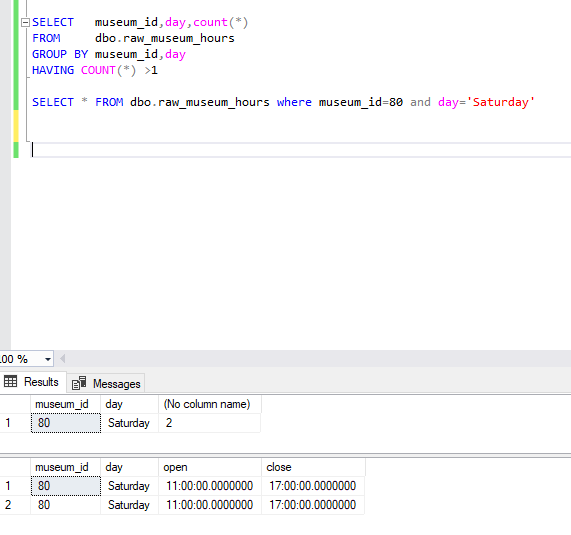 SELECT museum_id,day,count(*)
FROM dbo.raw_museum_hours
GROUP BY museum_id,day
HAVING COUNT(*) >1
SELECT * FROM dbo.raw_museum_hours where museum_id=80 and day='Saturday'
.00 %
Results Messages
museum_id day (No column name)
1 80 Saturday 2
museum_id day open close
1 80 Saturday 11:00:00.0000000 17:00:00.0000000
2 80 Saturday 11:00:00.0000000 17:00:00.0000000